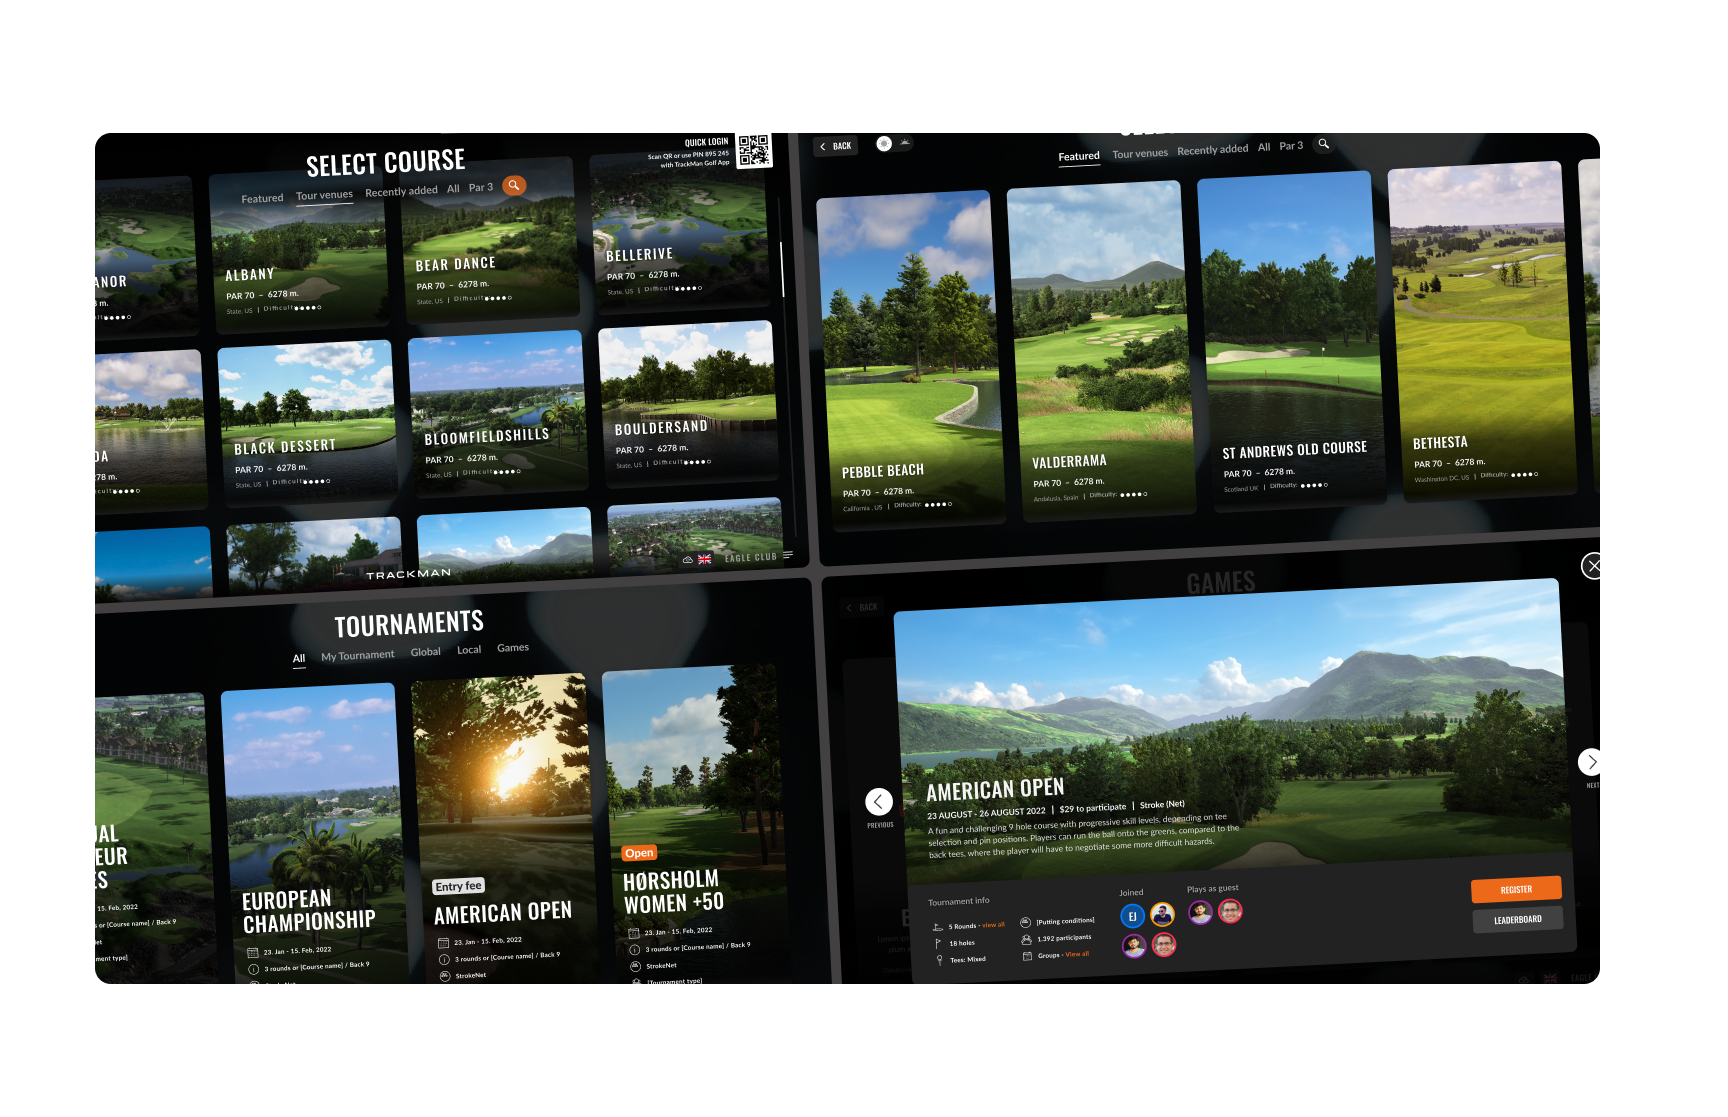 SELECT COURSE
Featured Tour venues Recently added All Par 3
QUICK LOGIN
Scan QR or use PIN 895 245
with TrackMan Golf App
ANOR
ALBANY
PAR 70 – 6278 m.
State, US | Difficult
BEAR DANCE
PAR 70 – 6278 m.
State, US | Difficult
BELLERIVE
PAR 70 – 6278 m.
State, US | Difficult
DA
78 m.
BLACK DESSERT
PAR 70 – 6278 m.
State, US | Difficult
BLOOMFIELDSHILLS
PAR 70 – 6278 m.
State, US | Difficult
BOULDERSAND
PAR 70 – 6278 m.
State, US | Difficult
TRACKMAN
EAGLE CLUB
BACK
Featured Tour venues Recently added All Par 3
PEBBLE BEACH
PAR 70 – 6278 m.
California , US | Difficulty:
VALDERRAMA
PAR 70 – 6278 m.
Andalusia, Spain | Difficulty:
ST ANDREWS OLD COURSE
PAR 70 – 6278 m.
Scotland UK | Difficulty:
BETHESTA
PAR 70 – 6278 m.
Washington DC, US | Difficulty:
TOURNAMENTS
All My Tournament Global Local Games
UAL
EUR
ES
15. Feb, 2022
[Course name] / Back 9
et
ment type]
EUROPEAN
CHAMPIONSHIP
23. Jan - 15. Feb, 2022
3 rounds or [Course name] / Back 9
Entry fee
AMERICAN OPEN
23. Jan - 15. Feb, 2022
3 rounds or [Course name] / Back 9
StrokeNet
Open
HØRSHOLM
WOMEN +50
23. Jan - 15. Feb, 2022
3 rounds or [Course name] / Back 9
StrokeNet
[Tournament type]
GAMES
BACK
PREVIOUS
NEXT
AMERICAN OPEN
23 AUGUST - 26 AUGUST 2022 | $29 to participate | Stroke (Net)
A fun and challenging 9 hole course with progressive skill levels, depending on tee
selection and pin positions. Players can run the ball onto the greens, compared to the
back tees, where the player will have to negotiate some more difficult hazards.
Tournament info
5 Rounds - view all
18 holes
Tees: Mixed
[Putting conditions]
1.392 participants
Groups - View all
Joined
EJ
Plays as guest
REGISTER
LEADERBOARD
EAGLE